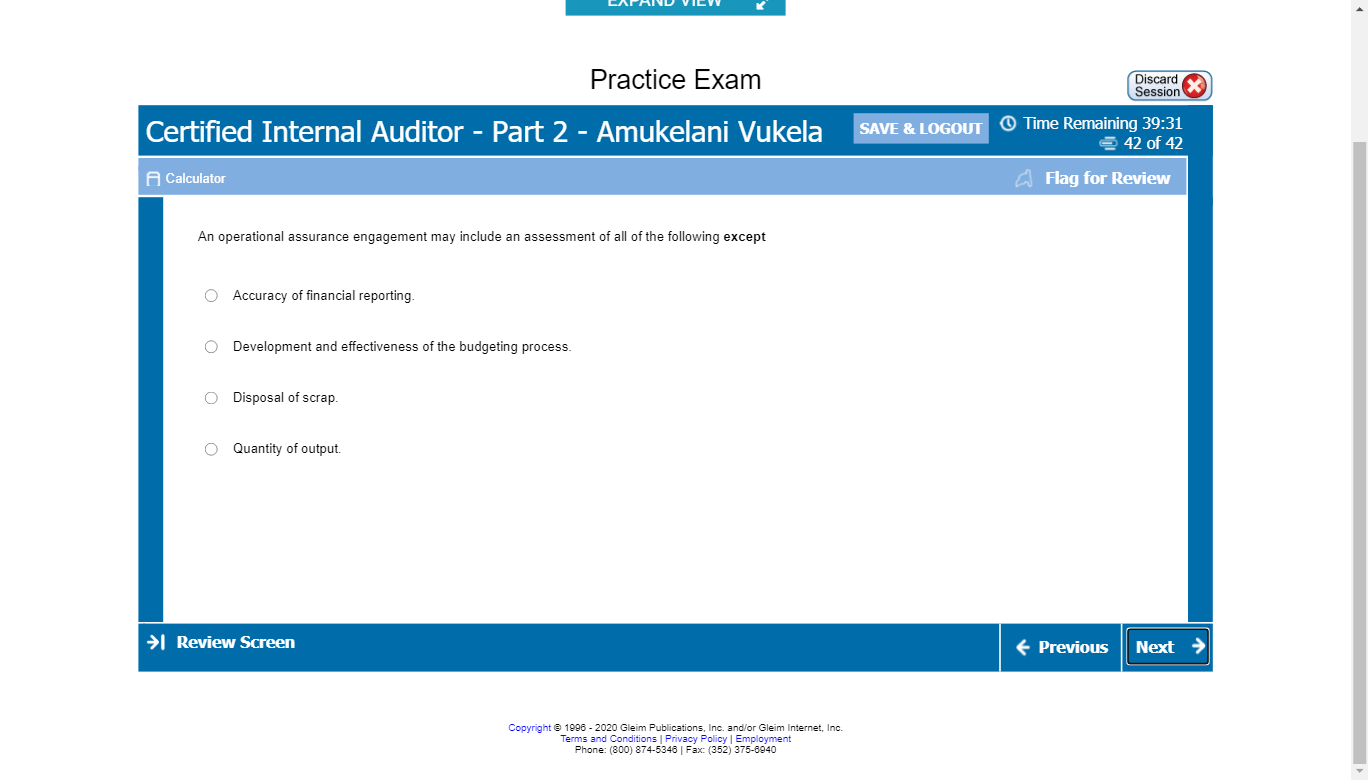 EXPAND VIEW
Practice Exam
Discard
Session
Certified Internal Auditor - Part 2 - Amukelani Vukela
SAVE & LOGOUT
Time Remaining 39:31
42 of 42
Calculator
Flag for Review
An operational assurance engagement may include an assessment of all of the following except
Accuracy of financial reporting.
Development and effectiveness of the budgeting process.
Disposal of scrap.
Quantity of output.
Review Screen
Previous
Next
Copyright © 1996 - 2020 Gleim Publications, Inc. and/or Gleim Internet, Inc.
Terms and Conditions | Privacy Policy | Employment
Phone: (800) 874-5346 | Fax: (352) 375-6940